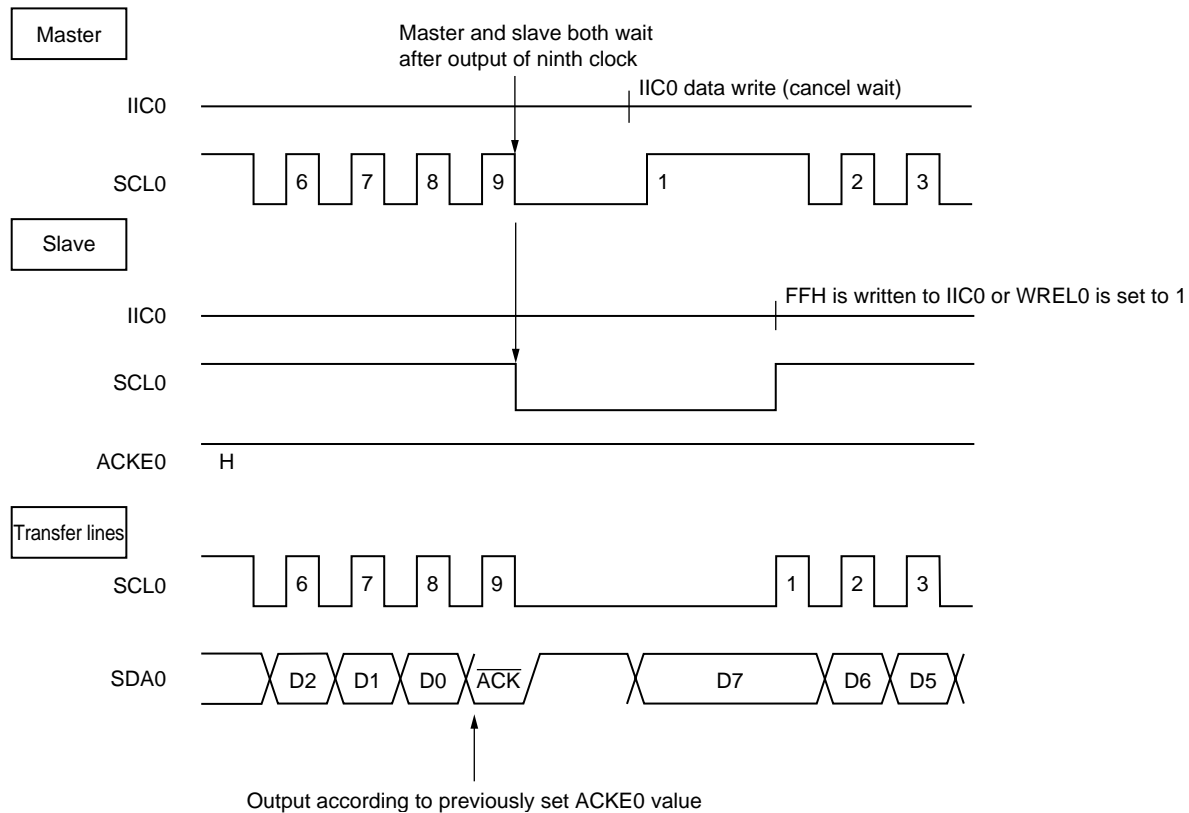 Master
Master and slave both wait
after output of ninth clock
IIC0
IIC0 data write (cancel wait)
SCL0
6 7 8 9 1 2 3
Slave
IIC0
FFH is written to IIC0 or WREL0 is set to 1
SCL0
ACKE0 H
Transfer lines
SCL0
6 7 8 9 1 2 3
SDA0
D2 D1 D0 ACK D7 D6 D5
Output according to previously set ACKE0 value